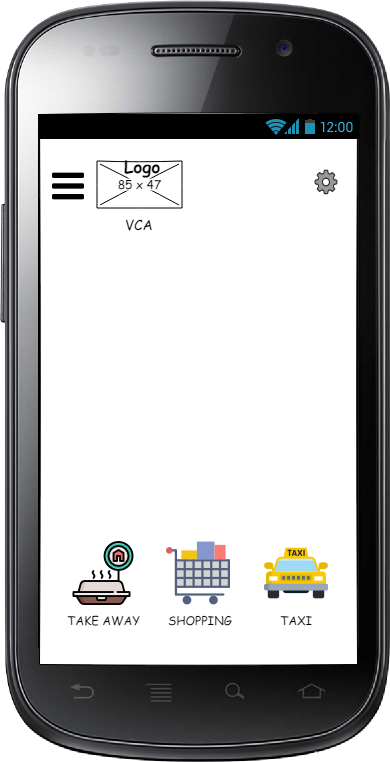 12:00
Logo
85 x 47
VCA
TAXI
TAKE AWAY
SHOPPING
TAXI